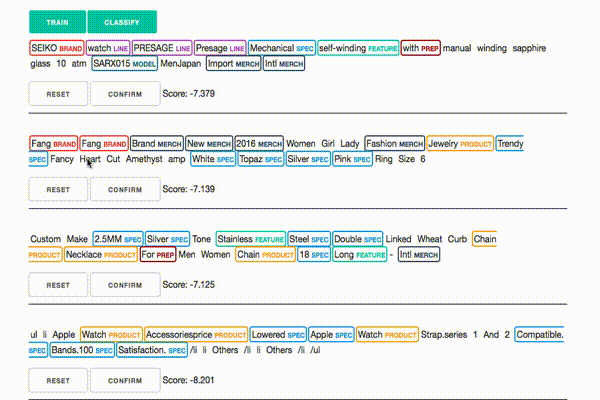 TRAIN CLASSIFY
SEIKO BRAND watch LINE PRESAGE LINE Presage LINE Mechanical SPEC self-winding FEATURE with PREP manual winding sapphire
glass 10 atm SARX015 MODEL MenJapan Import MERCH Intl MERCH
RESET CONFIRM Score: -7.379
Fang BRAND Fang BRAND Brand MERCH New MERCH 2016 MERCH Women Girl Lady Fashion MERCH Jewelry PRODUCT Trendy
SPEC Fancy Heart Cut Amethyst amp White SPEC Topaz SPEC Silver SPEC Pink SPEC Ring Size 6
RESET CONFIRM Score: -7.139
Custom Make 2.5MM SPEC Silver SPEC Tone Stainless FEATURE Steel SPEC Double SPEC Linked Wheat Curb Chain
PRODUCT Necklace PRODUCT For PREP Men Women Chain PRODUCT 18 SPEC Long FEATURE - Intl MERCH
RESET CONFIRM Score: -7.125
ul li Apple Watch PRODUCT Accessoriesprice PRODUCT Lowered SPEC Apple SPEC Watch PRODUCT Strap.series 1 And 2 Compatible.
SPEC Bands.100 SPEC Satisfaction. SPEC /li li Others /li li Others /li /ul
RESET CONFIRM Score: -8.201